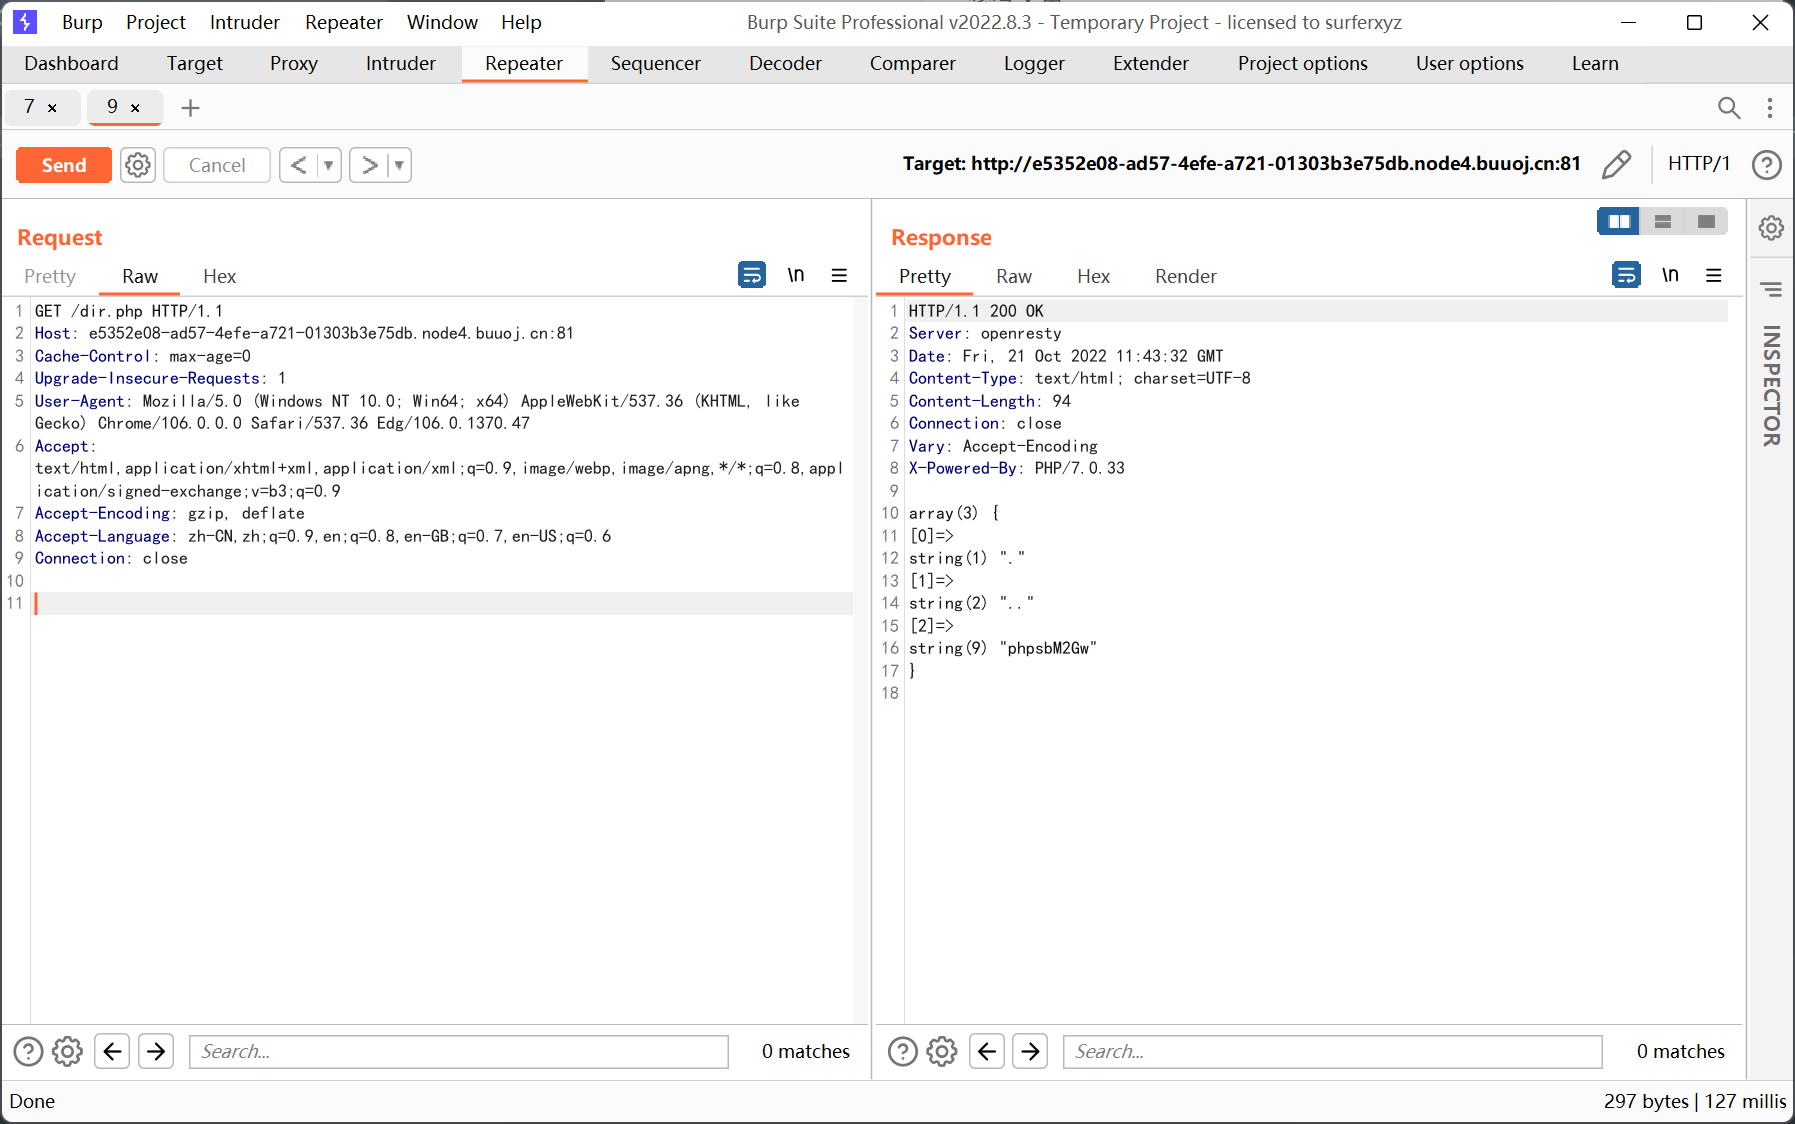 Burp Project Intruder Repeater Window Help Burp Suite Professional v2022.8.3 - Temporary Project - licensed to surferxyz
Dashboard Target Proxy Intruder Repeater Sequencer Decoder Comparer Logger Extender Project options User options Learn
7 × 9 × +
Send Cancel < > Target: http://e5352e08-ad57-4efe-a721-01303b3e75db.node4.buuoj.cn:81 HTTP/1 ?
Request
Pretty Raw Hex \n
1 GET /dir.php HTTP/1.1
2 Host: e5352e08-ad57-4efe-a721-01303b3e75db.node4.buuoj.cn:81
3 Cache-Control: max-age=0
4 Upgrade-Insecure-Requests: 1
5 User-Agent: Mozilla/5.0 (Windows NT 10.0; Win64; x64) AppleWebKit/537.36 (KHTML, like
Gecko) Chrome/106.0.0.0 Safari/537.36 Edg/106.0.1370.47
6 Accept:
text/html,application/xhtml+xml,application/xml;q=0.9,image/webp,image/apng,*/*;q=0.8,appl
ication/signed-exchange;v=b3;q=0.9
7 Accept-Encoding: gzip, deflate
8 Accept-Language: zh-CN,zh;q=0.9,en;q=0.8,en-GB;q=0.7,en-US;q=0.6
9 Connection: close
10
11
? Search... 0 matches
Response
Pretty Raw Hex Render \n
1 HTTP/1.1 200 OK
2 Server: openresty
3 Date: Fri, 21 Oct 2022 11:43:32 GMT
4 Content-Type: text/html; charset=UTF-8
5 Content-Length: 94
6 Connection: close
7 Vary: Accept-Encoding
8 X-Powered-By: PHP/7.0.33
9
10 array(3) {
11 [0]=>
12 string(1) "."
13 [1]=>
14 string(2) ".."
15 [2]=>
16 string(9) "phpsbM2Gw"
17 }
18
? Search... 0 matches
INSPECTOR
Done 297 bytes | 127 millis